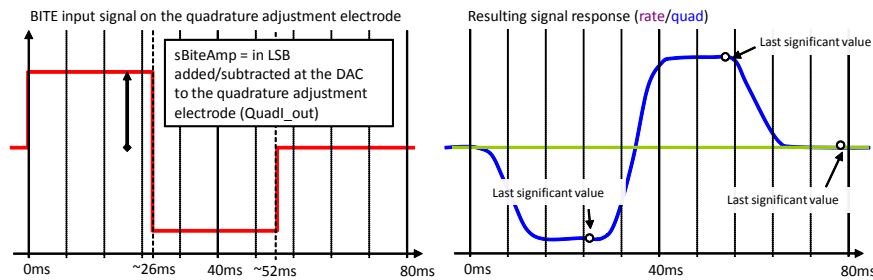 BITE input signal on the quadrature adjustment electrode
sBiteAmp = in LSB
added/subtracted at the DAC
to the quadrature adjustment
electrode (QuadI_out)
0ms
~26ms
40ms
~52ms
80ms
Resulting signal response (rate/quad)
Last significant value
Last significant value
Last significant value
0ms
40ms
80ms